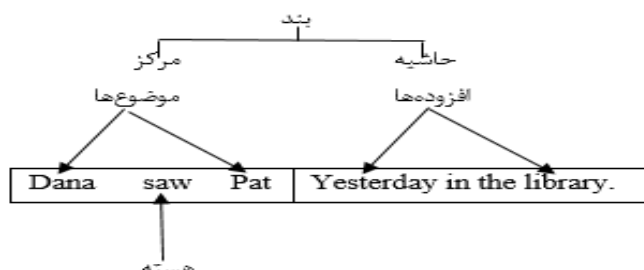 بند
مرکز حاشیه
موضوع‌ها افزوده‌ها
Dana saw Pat Yesterday in the library.
هسته